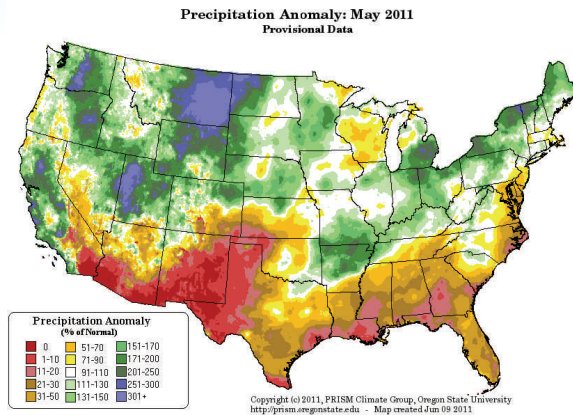 Precipitation Anomaly: May 2011
Provisional Data
Precipitation Anomaly
(% of Normal)
0 51-70 151-170
1-10 71-90 171-200
11-20 91-110 201-250
21-30 111-130 251-300
31-50 131-150 301+
Copyright (c) 2011, PRISM Climate Group, Oregon State University
http://prism.oregonstate.edu - Map created Jun 09 2011